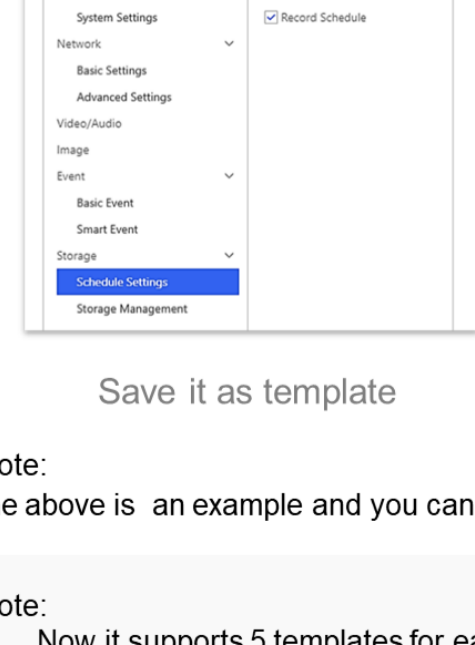 System Settings
Record Schedule
Network
Basic Settings
Advanced Settings
Video/Audio
Image
Event
Basic Event
Smart Event
Storage
Schedule Settings
Storage Management
Save it as template
ote:
e above is an example and you can
ote:
Now it supports 5 templates for ea